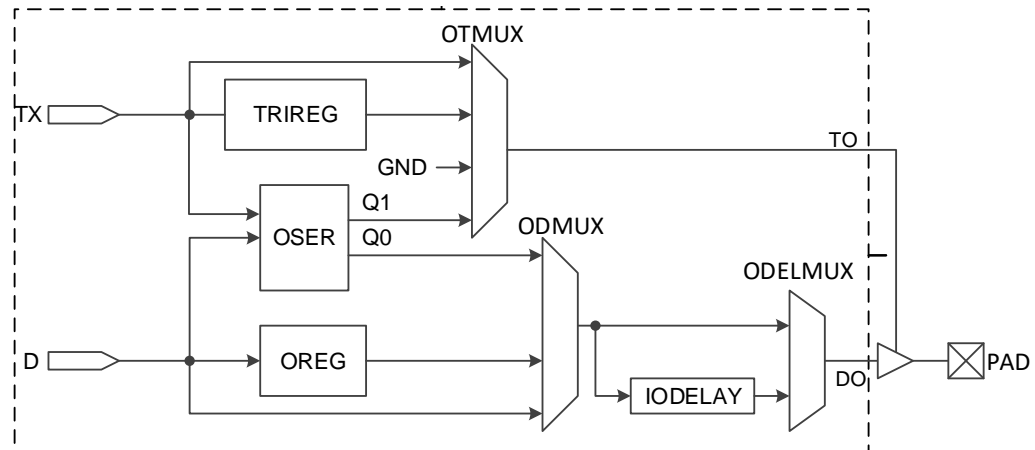 OTMUX
TX
TRIREG
TO
GND
Q1
OSER
Q0
ODMUX
ODELMUX
D
OREG
PAD
DO
IODELAY